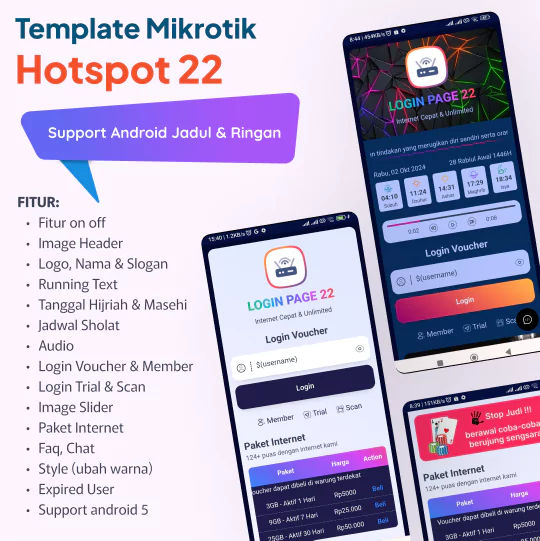 Template Mikrotik
Hotspot 22
Support Android Jadul & Ringan
FITUR:
• Fitur on off
• Image Header
• Logo, Nama & Slogan
• Running Text
• Tanggal Hijriah & Masehi
• Jadwal Sholat
• Audio
• Login Voucher & Member
• Login Trial & Scan
• Image Slider
• Paket Internet
• Faq, Chat
• Style (ubah warna)
• Expired User
• Support android 5
15:40 | 1.2KB/s
LOGIN PAGE 22
Internet Cepat & Unlimited
Login Voucher
$(username)
Login
Member Trial Scan
Paket Internet
124+ puas dengan internet kami
Paket Harga Action
Voucher dapat dibeli di warung terdekat
3GB - Aktif 1 Hari Rp5000 Beli
9GB - Aktif 7 Hari Rp25.000 Beli
25GB - Aktif 30 Hari Rp50.000 Beli
8:44 | 454KB/s
LOGIN PAGE 22
Internet Cepat & Unlimited
tindakan yang merugikan diri sendiri serta orar
Rabu, 02 Okt 2024 28 Rabiul Awal 1446H
04:10 11:24 14:31 17:29 18:34
Subuh Dzuhur Ashar Maghrib Isya
0:02 0:06
Login Voucher
$(username)
Login
Member Trial Scan
8:39 | 151KB/s
Stop Judi !!!
berawal coba-coba
berujung sengsara
Paket Internet
124+ puas dengan internet kami
Paket Harga
Voucher dapat dibeli di warung terdek
3GB - Aktif 1 Hari Rp5000
Rp25.000